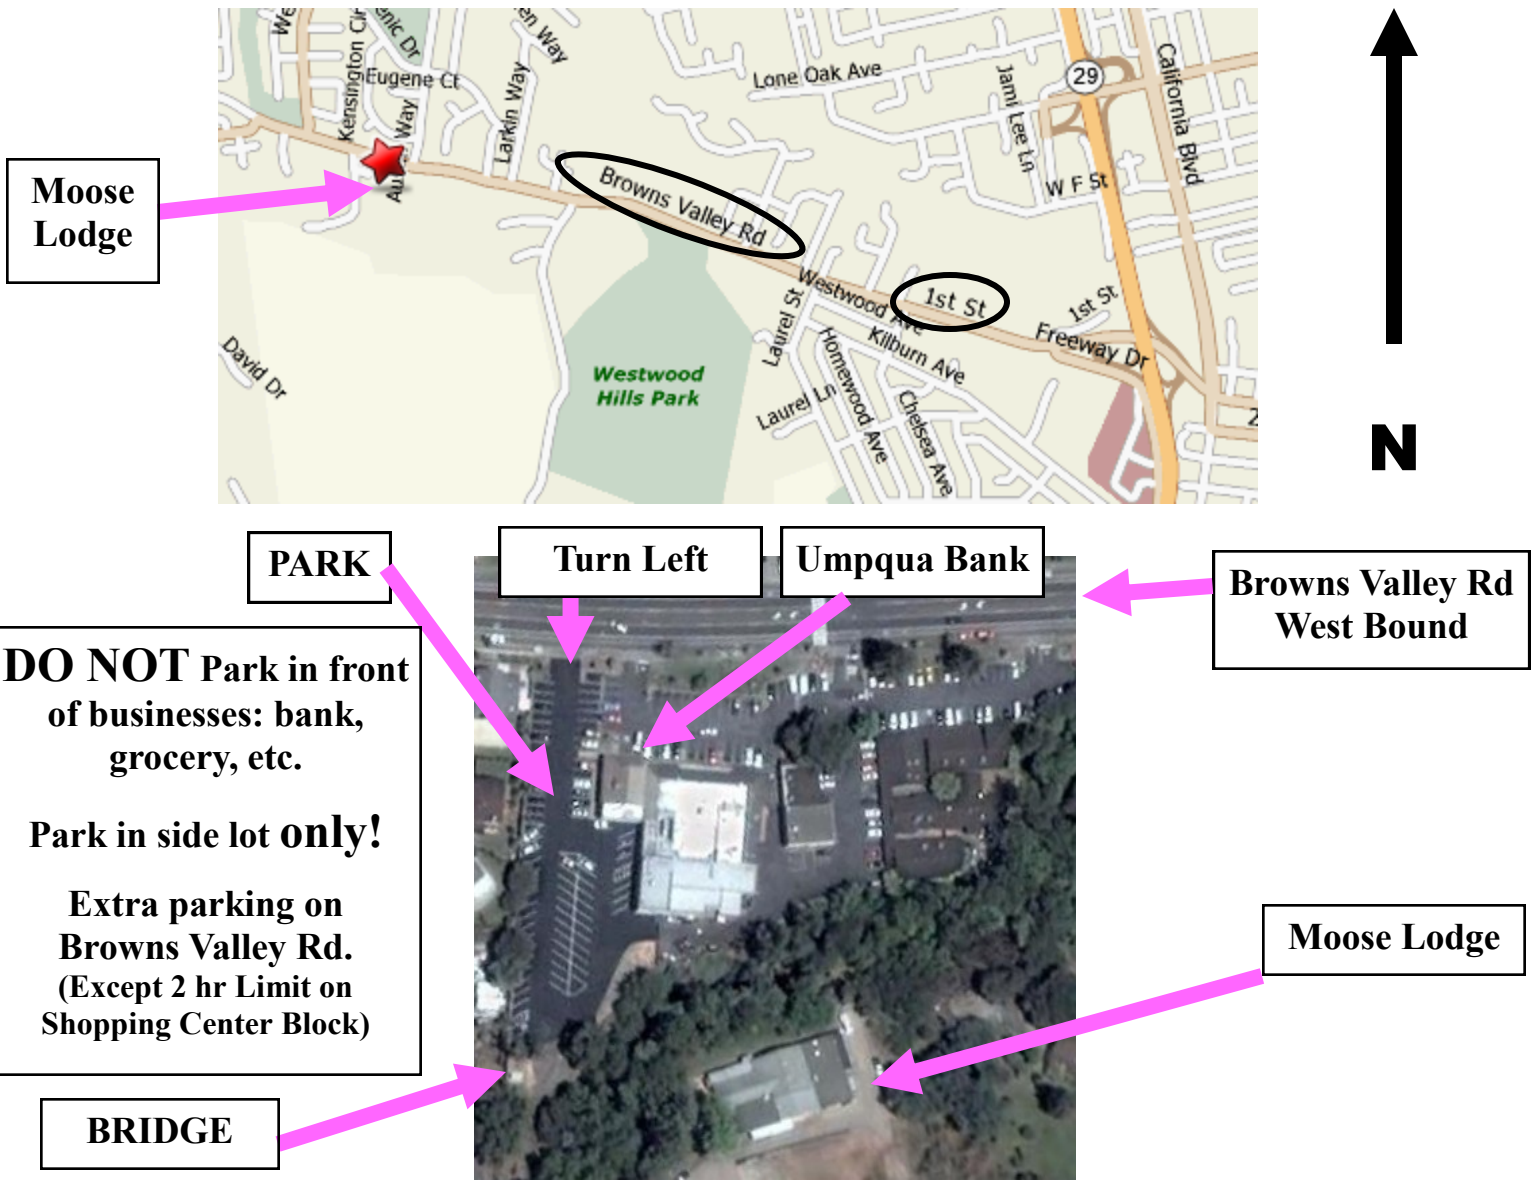 Kensington Cir
Eugene Ct
Larkin Way
Lone Oak Ave
Jami Lee Ln
29
California Blvd
Way
Moose
Lodge
W F St
Browns Valley Rd
Westwood Ave
1st St
1st St
Freeway Dr
Laurel St
Kilburn Ave
Homewood Ave
David Dr
Westwood
Hills Park
Laurel Ln
Chelsea Ave
N
PARK
Turn Left
Umpqua Bank
Browns Valley Rd
West Bound
DO NOT Park in front
of businesses: bank,
grocery, etc.
Park in side lot only!
Extra parking on
Browns Valley Rd.
(Except 2 hr Limit on
Shopping Center Block)
Moose Lodge
BRIDGE